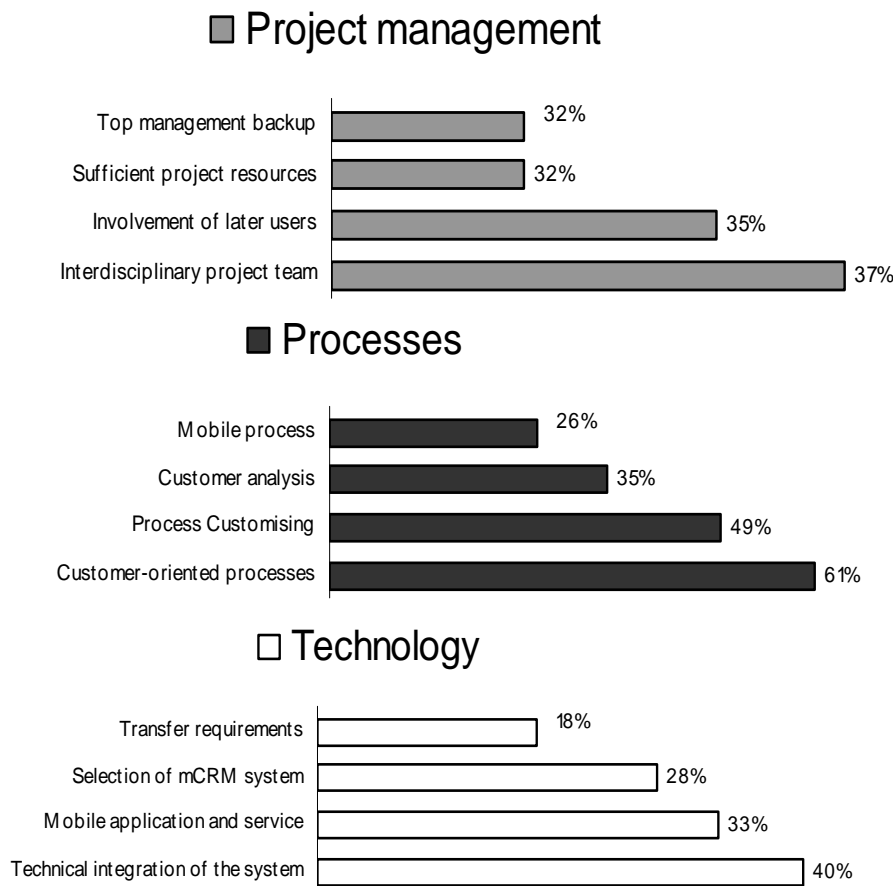 Project management
Top management backup 32%
Sufficient project resources 32%
Involvement of later users 35%
Interdisciplinary project team 37%
Processes
Mobile process 26%
Customer analysis 35%
Process Customising 49%
Customer-oriented processes 61%
Technology
Transfer requirements 18%
Selection of mCRM system 28%
Mobile application and service 33%
Technical integration of the system 40%